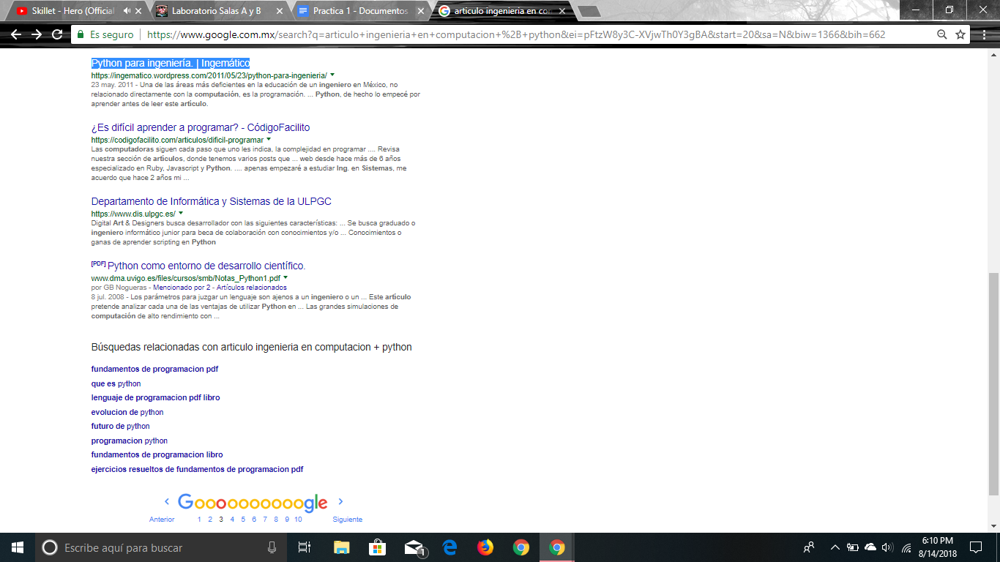 Skillet - Hero (Official
Laboratorio Salas A y B
Practica 1 - Documentos
articulo ingenieria en co
Es seguro | https://www.google.com.mx/search?q=articulo+ingenieria+en+computacion+%2B+python&ei=pFtzW8y3C-XVjwTh0Y3gBA&start=20&sa=N&biw=1366&bih=662
Python para ingeniería. | Ingemático
https://ingematico.wordpress.com/2011/05/23/python-para-ingenieria/
23 may. 2011 - Una de las áreas más deficientes en la educación de un ingeniero en México, no
relacionado directamente con la computación, es la programación. ... Python, de hecho lo empecé por
aprender antes de leer este artículo.
¿Es difícil aprender a programar? - CódigoFacilito
https://codigofacilito.com/articulos/dificil-programar
Las computadoras siguen cada paso que uno les indica, la complejidad en programar .... Revisa
nuestra sección de artículos, donde tenemos varios posts que ... web desde hace más de 6 años
especializado en Ruby, Javascript y Python. .... apenas empezaré a estudiar Ing. en Sistemas, me
acuerdo que hace 2 años mi ...
Departamento de Informática y Sistemas de la ULPGC
https://www.dis.ulpgc.es/
Digital Art & Designers busca desarrollador con las siguientes características: ... Se busca graduado o
ingeniero informático junior para beca de colaboración con conocimientos y/o ... Conocimientos o
ganas de aprender scripting en Python
[PDF] Python como entorno de desarrollo científico.
www.dma.uvigo.es/files/cursos/smb/Notas_Python1.pdf
por GB Nogueras - Mencionado por 2 - Artículos relacionados
8 jul. 2008 - Los parámetros para juzgar un lenguaje son ajenos a un ingeniero o un ... Este artículo
pretende analizar cada una de las ventajas de utilizar Python en ... Las grandes simulaciones de
computación de alto rendimiento con ...
Búsquedas relacionadas con articulo ingenieria en computacion + python
fundamentos de programacion pdf
que es python
lenguaje de programacion pdf libro
evolucion de python
futuro de python
programacion python
fundamentos de programacion libro
ejercicios resueltos de fundamentos de programacion pdf
Goooooooooogle
Anterior 1 2 3 4 5 6 7 8 9 10 Siguiente
Escribe aquí para buscar
1
6:10 PM
8/14/2018